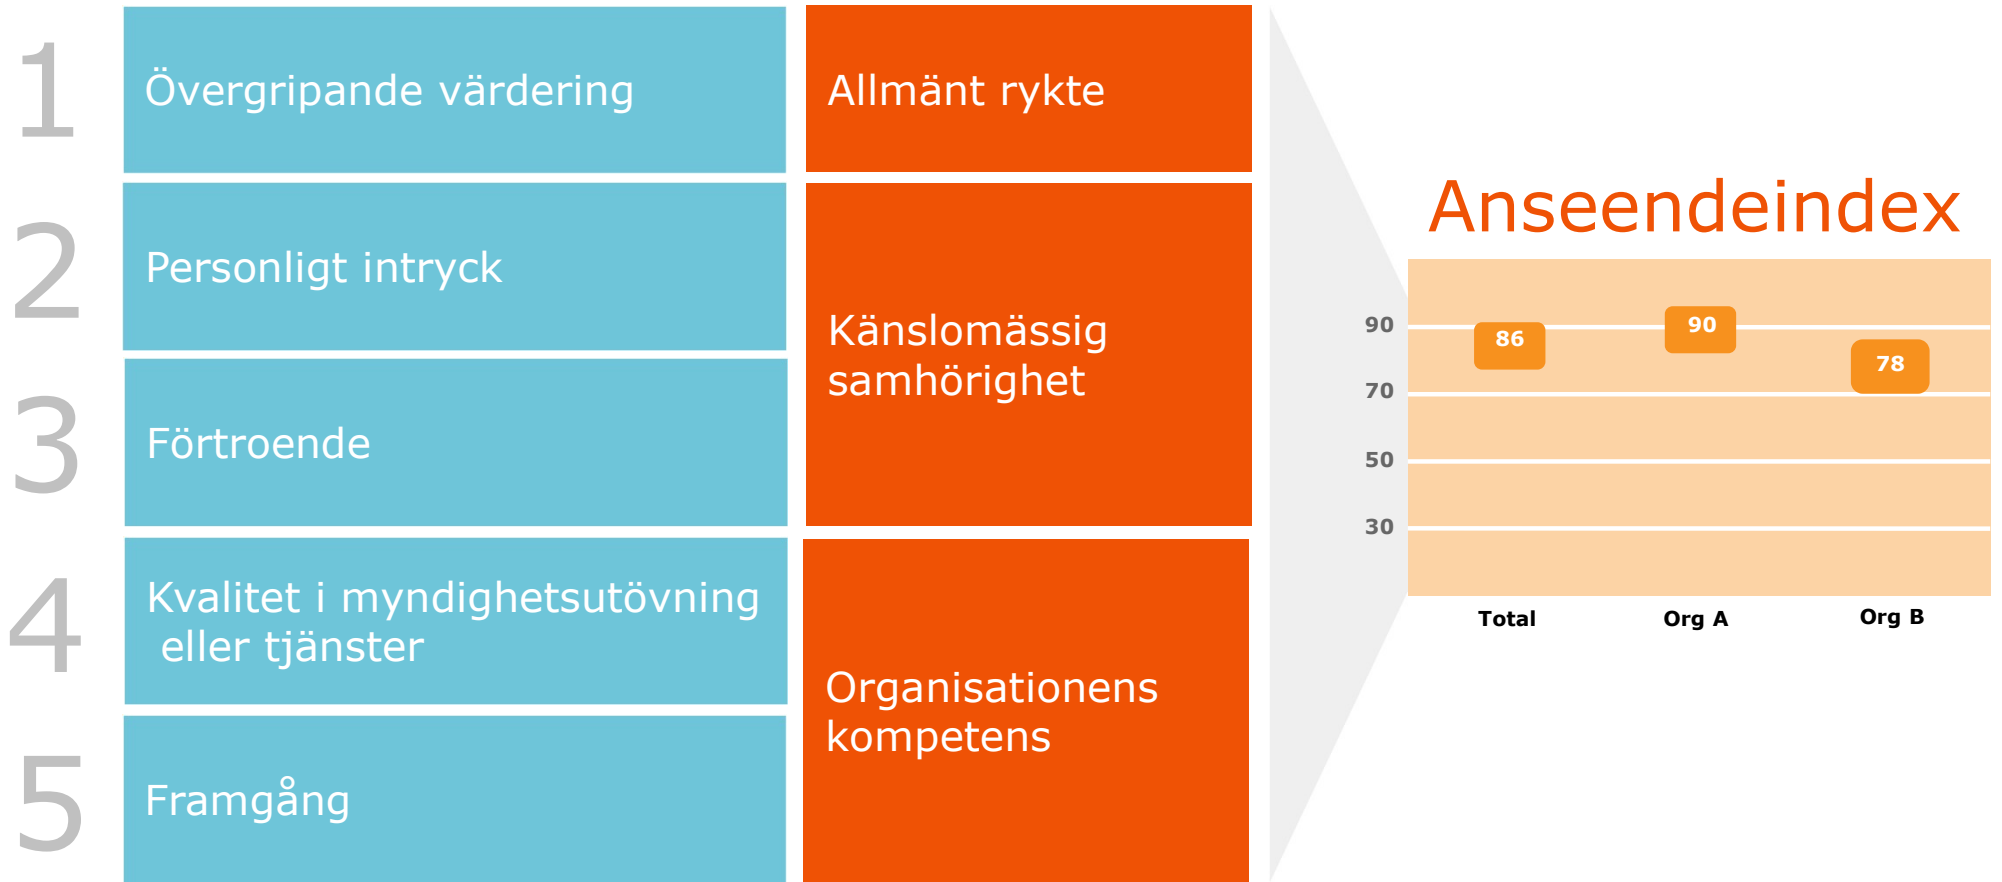 1
Övergripande värdering
Allmänt rykte
2
Personligt intryck
Känslomässig
samhörighet
3
Förtroende
4
Kvalitet i myndighetsutövning
eller tjänster
Organisationens
kompetens
5
Framgång
Anseendeindex
90
70
50
30
86
90
78
Total
Org A
Org B